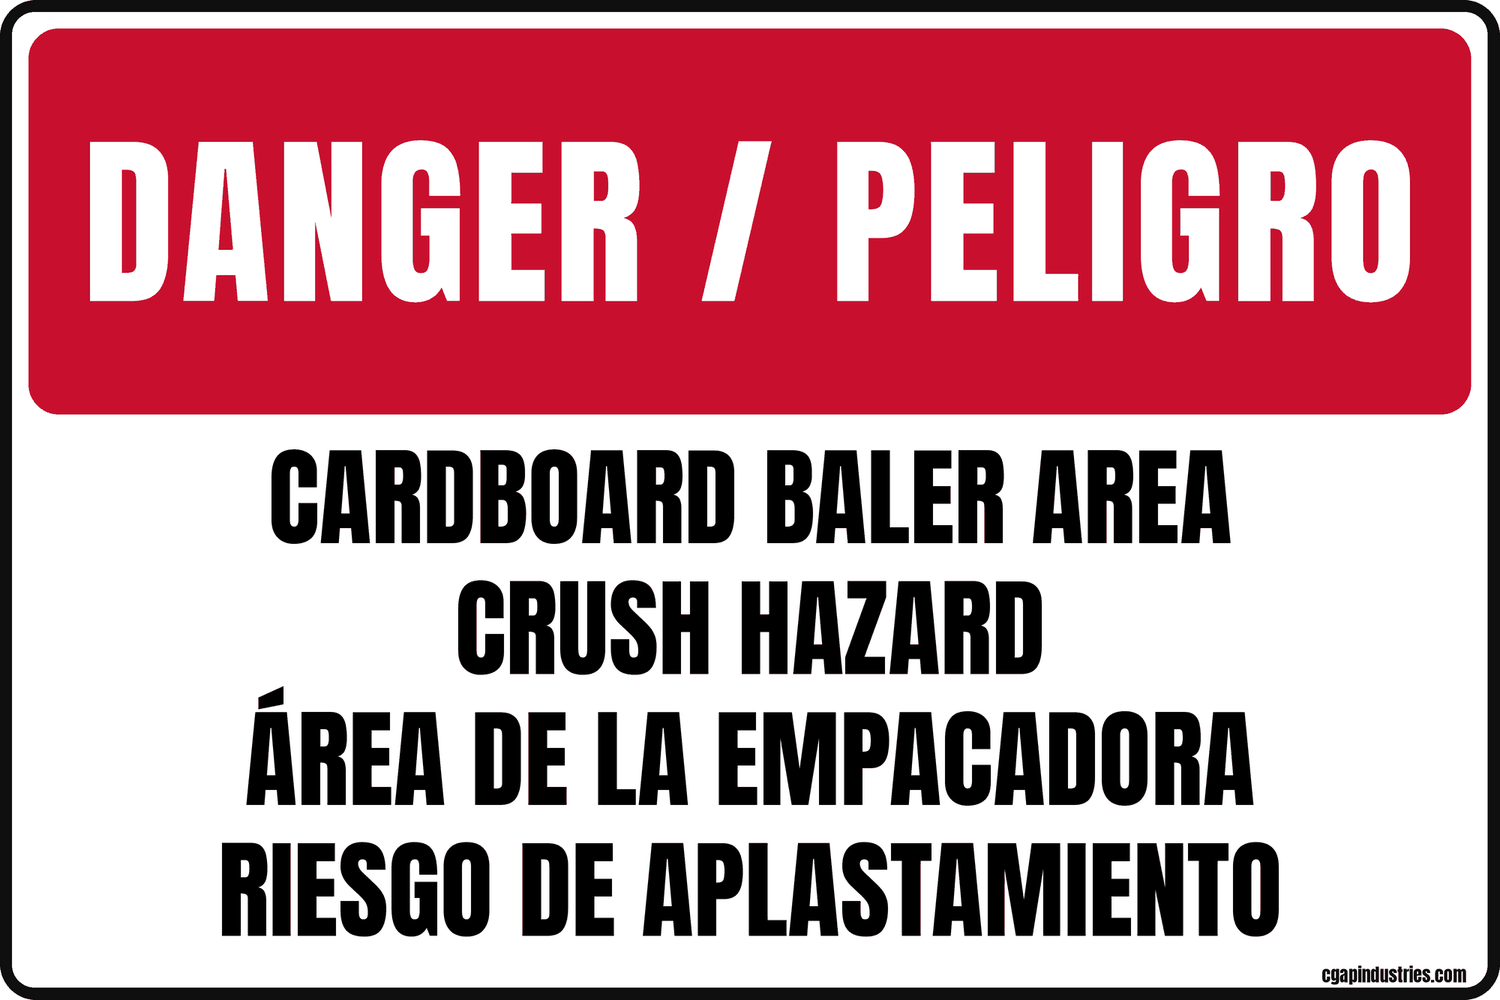 DANGER / PELIGRO
CARDBOARD BALER AREA
CRUSH HAZARD
ÁREA DE LA EMPACADORA
RIESGO DE APLASTAMIENTO
cgapindustries.com